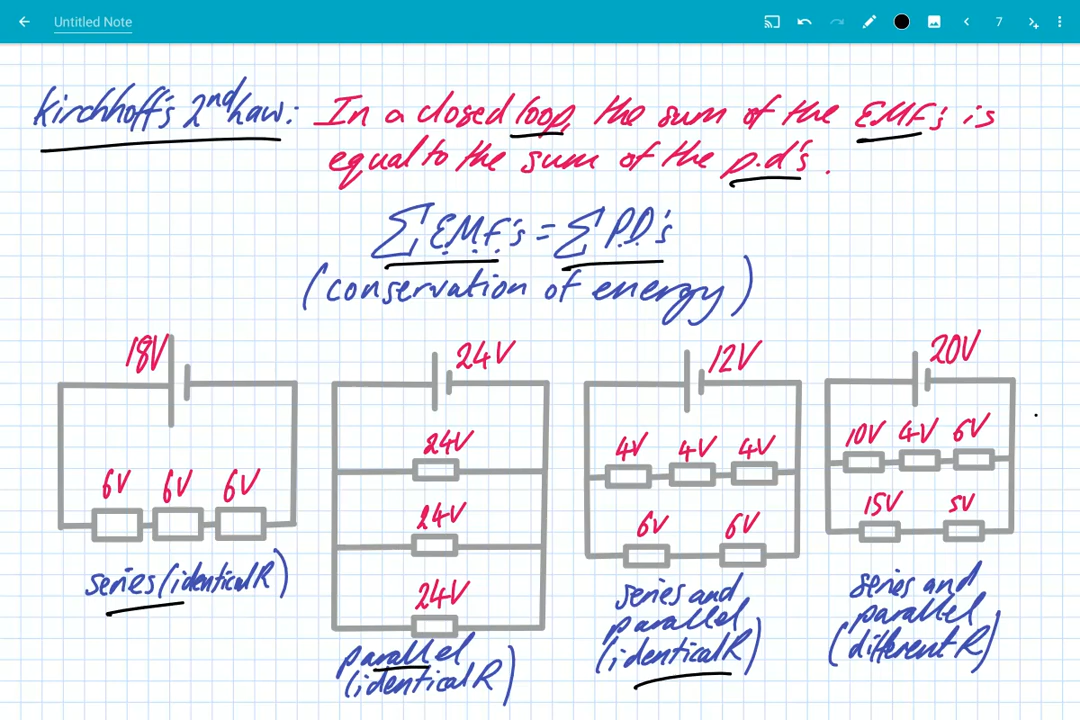 Untitled Note
7
Kirchhoff's 2nd Law: In a closed loop, the sum of the EMF's is
equal to the sum of the p.d's.
∑ E.M.F.'s = ∑ P.D.'s
(conservation of energy)
18V
6V 6V 6V
series (identical R)
24V
24V
24V
24V
parallel
(identical R)
12V
4V 4V 4V
6V 6V
series and
parallel
(identical R)
20V
10V 4V 6V
15V 5V
series and
parallel
(different R)